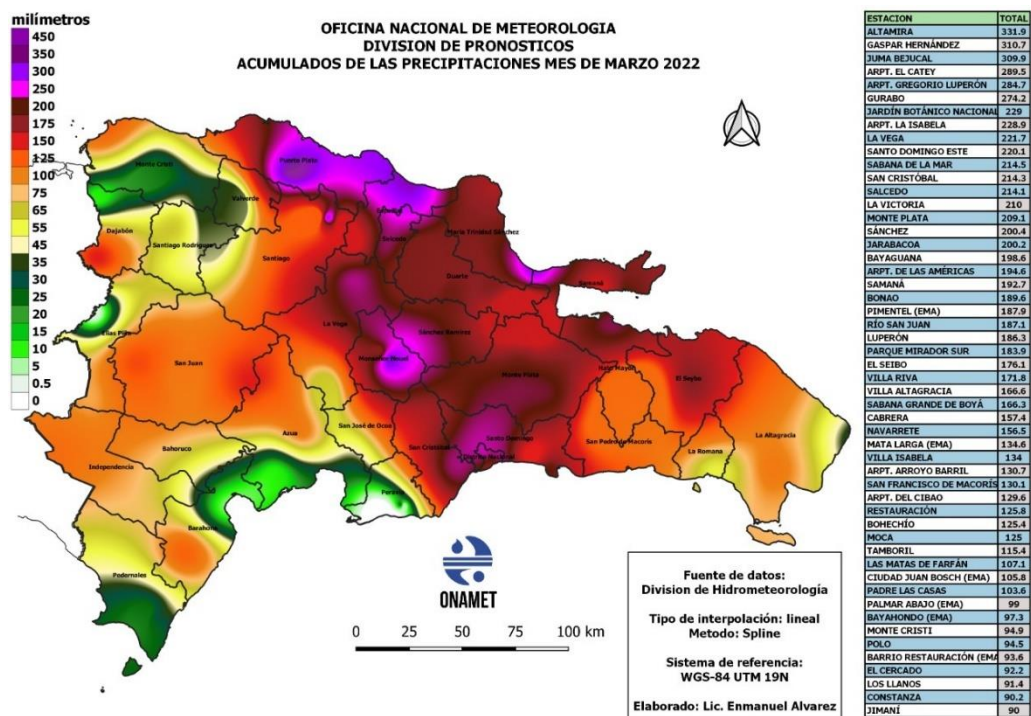 milímetros
450
350
300
250
200
175
150
125
100
75
65
55
45
35
30
25
20
15
10
5
0.5
0
OFICINA NACIONAL DE METEOROLOGIA
DIVISION DE PRONOSTICOS
ACUMULADOS DE LAS PRECIPITACIONES MES DE MARZO 2022
Monte Cristi
Puerto Plata
Valverde
Dajabón
Santiago Rodríguez
Santiago
Salcedo
María Trinidad Sánchez
Duarte
Samaná
Elías Piña
San Juan
La Vega
Sánchez Ramírez
Monseñor Nouel
Monte Plata
Hato Mayor
El Seybo
Azua
San José de Ocoa
San Cristóbal
Santo Domingo
Distrito Nacional
San Pedro de Macorís
La Altagracia
La Romana
Bahoruco
Independencia
Peravia
Barahona
Pedernales
ONAMET
0 25 50 75 100 km
Fuente de datos:
Division de Hidrometeorología
Tipo de interpolación: lineal
Metodo: Spline
Sistema de referencia:
WGS-84 UTM 19N
Elaborado: Lic. Enmanuel Alvarez
ESTACION TOTAL
ALTAMIRA 331.9
GASPAR HERNÁNDEZ 310.7
JUMA BEJUCAL 309.9
ARPT. EL CATEY 289.5
ARPT. GREGORIO LUPERÓN 284.7
GURABO 274.2
JARDÍN BOTÁNICO NACIONAL 229
ARPT. LA ISABELA 228.9
LA VEGA 221.7
SANTO DOMINGO ESTE 220.1
SABANA DE LA MAR 214.5
SAN CRISTÓBAL 214.3
SALCEDO 214.1
LA VICTORIA 210
MONTE PLATA 209.1
SÁNCHEZ 200.4
JARABACOA 200.2
BAYAGUANA 198.6
ARPT. DE LAS AMÉRICAS 194.6
SAMANÁ 192.7
BONAO 189.6
PIMENTEL (EMA) 187.9
RÍO SAN JUAN 187.1
LUPERÓN 186.3
PARQUE MIRADOR SUR 183.9
EL SEIBO 176.1
VILLA RIVA 171.8
VILLA ALTAGRACIA 166.6
SABANA GRANDE DE BOYÁ 166.3
CABRERA 157.4
NAVARRETE 156.5
MATA LARGA (EMA) 134.6
VILLA ISABELA 134
ARPT. ARROYO BARRIL 130.7
SAN FRANCISCO DE MACORÍS 130.1
ARPT. DEL CIBAO 129.6
RESTAURACIÓN 125.8
BOHECHÍO 125.4
MOCA 125
TAMBORIL 115.4
LAS MATAS DE FARFÁN 107.1
CIUDAD JUAN BOSCH (EMA) 105.8
PADRE LAS CASAS 103.6
PALMAR ABAJO (EMA) 99
BAYAHONDO (EMA) 97.3
MONTE CRISTI 94.9
POLO 94.5
BARRIO RESTAURACIÓN (EMA 93.6
EL CERCADO 92.2
LOS LLANOS 91.4
CONSTANZA 90.2
JIMANÍ 90